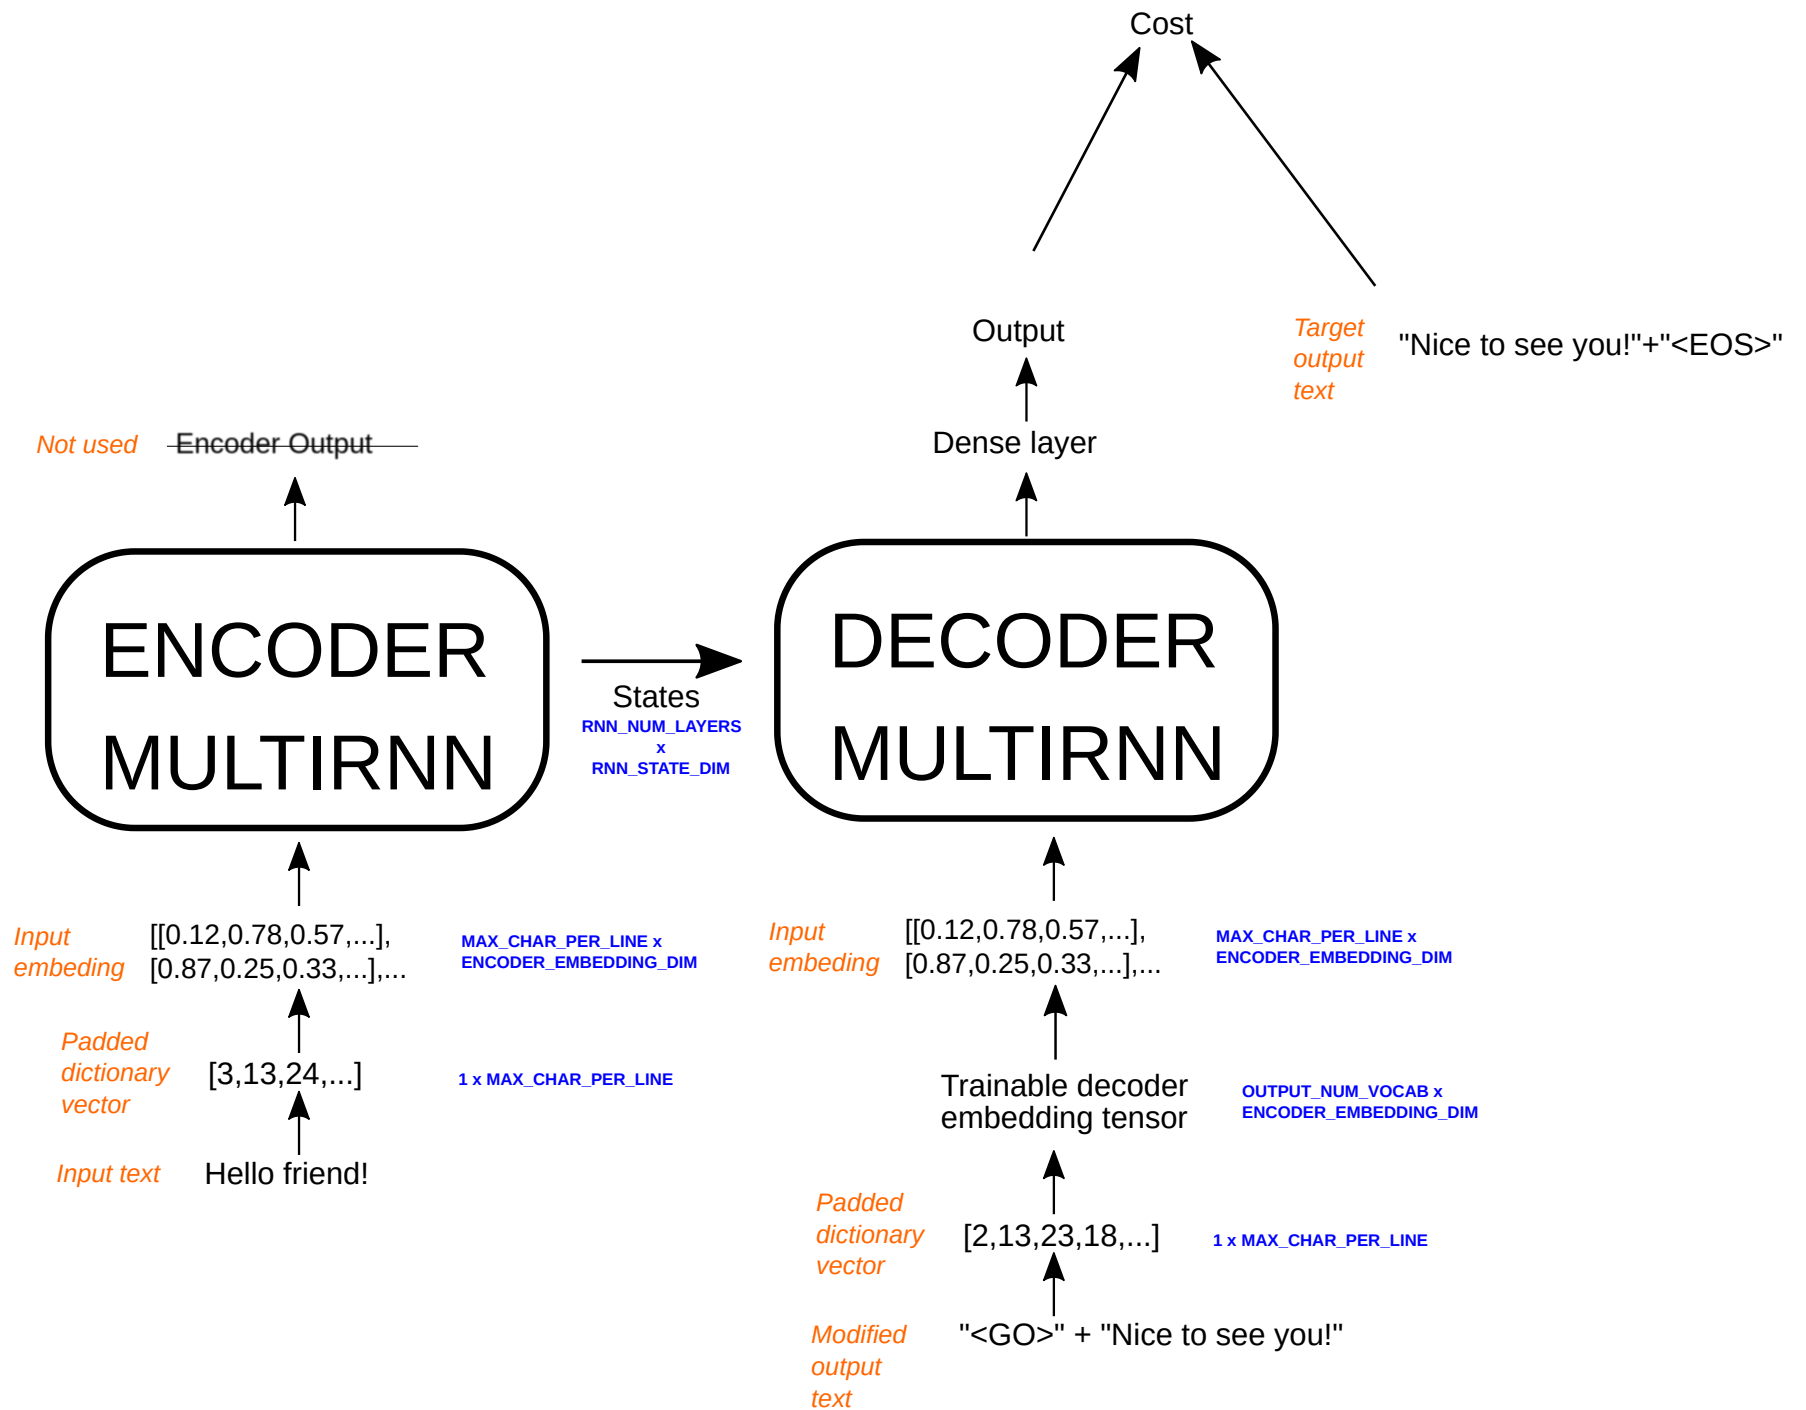 Cost
Output
Target
output
text
"Nice to see you!"+"<EOS>"
Not used
Encoder Output
Dense layer
ENCODER
MULTIRNN
States
RNN_NUM_LAYERS
x
RNN_STATE_DIM
DECODER
MULTIRNN
Input
embeding
[[0.12,0.78,0.57,...],
[0.87,0.25,0.33,...],...
MAX_CHAR_PER_LINE x
ENCODER_EMBEDDING_DIM
Padded
dictionary
vector
[3,13,24,...]
1 x MAX_CHAR_PER_LINE
Input text
Hello friend!
Input
embeding
[[0.12,0.78,0.57,...],
[0.87,0.25,0.33,...],...
MAX_CHAR_PER_LINE x
ENCODER_EMBEDDING_DIM
Trainable decoder
embedding tensor
OUTPUT_NUM_VOCAB x
ENCODER_EMBEDDING_DIM
Padded
dictionary
vector
[2,13,23,18,...]
1 x MAX_CHAR_PER_LINE
Modified
output
text
"<GO>" + "Nice to see you!"